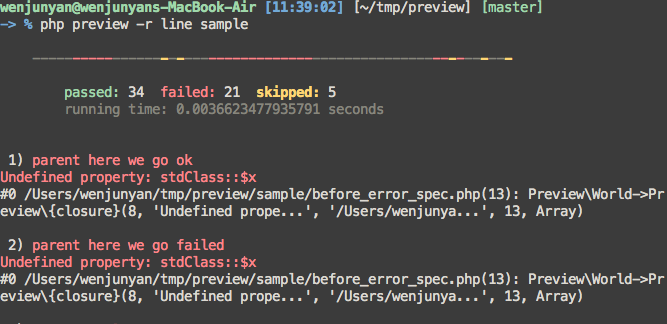 wenjunyan@wenjunyans-MacBook-Air [11:39:02] [~/tmp/preview] [master]
-> % php preview -r line sample
passed: 34 failed: 21 skipped: 5
running time: 0.0036623477935791 seconds
1) parent here we go ok
Undefined property: stdClass::$x
#0 /Users/wenjunyan/tmp/preview/sample/before_error_spec.php(13): Preview\World->Pr
eview\{closure}(8, 'Undefined prope...', '/Users/wenjunya...', 13, Array)
2) parent here we go failed
Undefined property: stdClass::$x
#0 /Users/wenjunyan/tmp/preview/sample/before_error_spec.php(13): Preview\World->Pr
eview\{closure}(8, 'Undefined prope...', '/Users/wenjunya...', 13, Array)